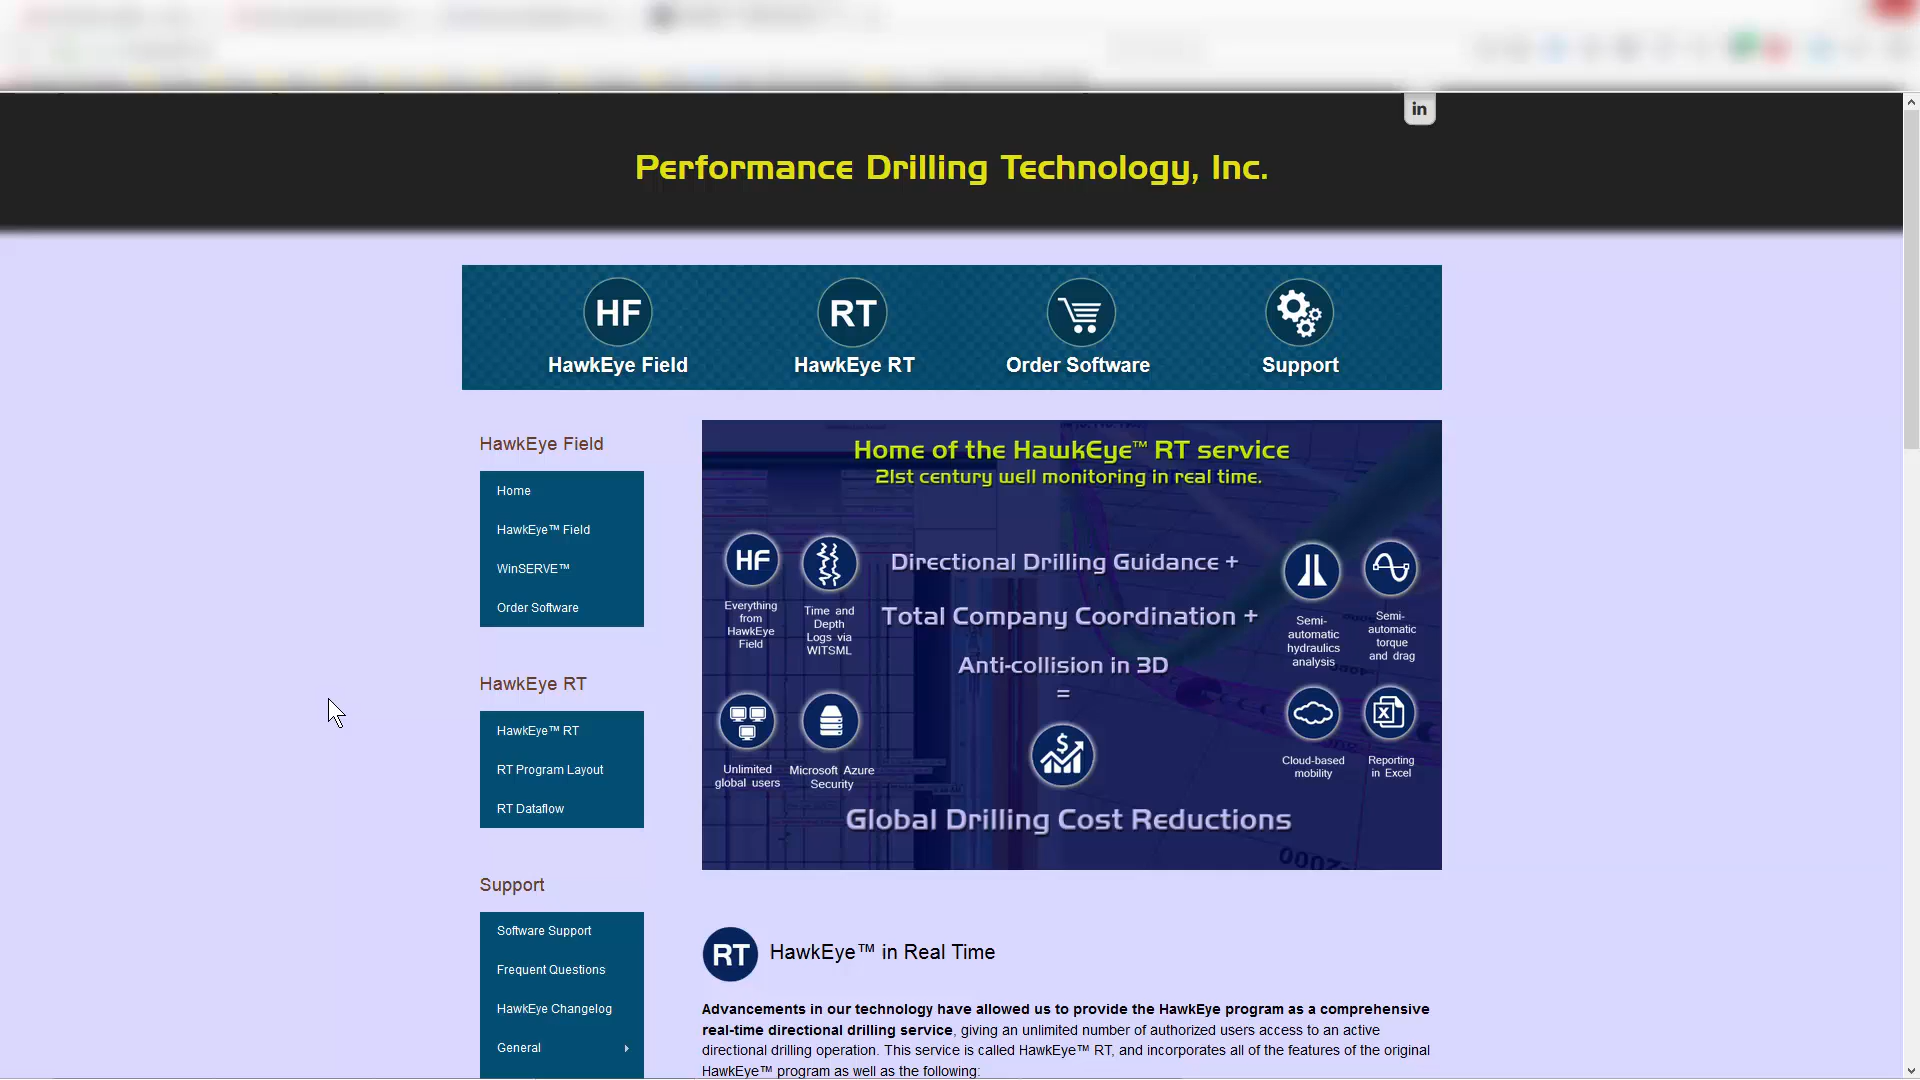 in
Performance Drilling Technology, Inc.
HF
HawkEye Field
RT
HawkEye RT
Order Software
Support
HawkEye Field
Home
HawkEye™ Field
WinSERVE™
Order Software
HawkEye RT
HawkEye™ RT
RT Program Layout
RT Dataflow
Support
Software Support
Frequent Questions
HawkEye Changelog
General
Home of the HawkEye™ RT service
21st century well monitoring in real time.
HF
Everything
from
HawkEye
Field
Time and
Depth
Logs via
WITSML
Unlimited
global users
Microsoft Azure
Security
Directional Drilling Guidance +
Total Company Coordination +
Anti-collision in 3D
=
$
Global Drilling Cost Reductions
Semi-
automatic
hydraulics
analysis
Semi-
automatic
torque
and drag
Cloud-based
mobility
X
Reporting
in Excel
RT
HawkEye™ in Real Time
Advancements in our technology have allowed us to provide the HawkEye program as a comprehensive
real-time directional drilling service, giving an unlimited number of authorized users access to an active
directional drilling operation. This service is called HawkEye™ RT, and incorporates all of the features of the original
HawkEye™ program as well as the following: